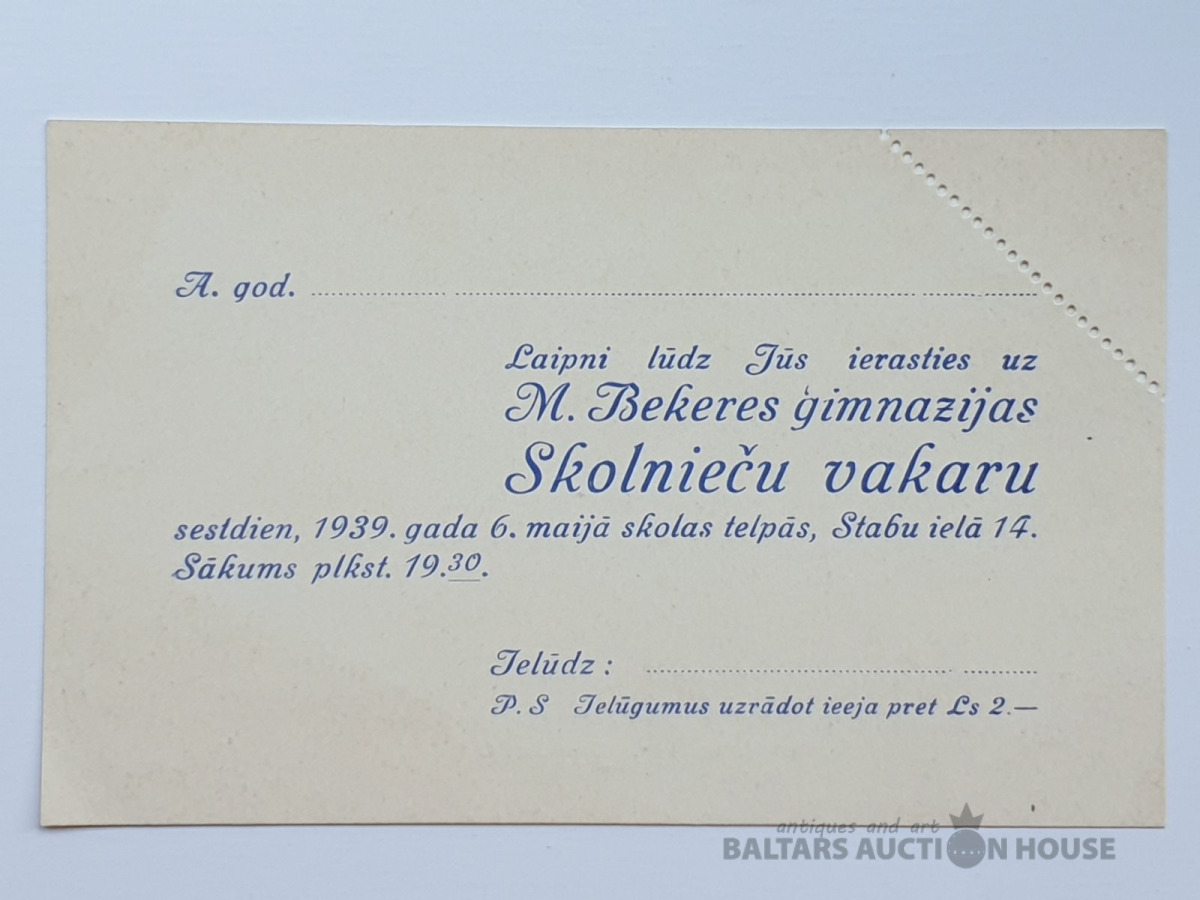 A. god.
Laipni lūdz Jūs ierasties uz
M. Bekeres ģimnazijas
Skolnieču vakaru
sestdien, 1939. gada 6. maijā skolas telpās, Stabu ielā 14.
Sākums plkst. 19.30.
Ielūdz:
P. S Ielūgumus uzrādot ieeja pret Ls 2.—
antiques and art
BALTARS AUCTION HOUSE